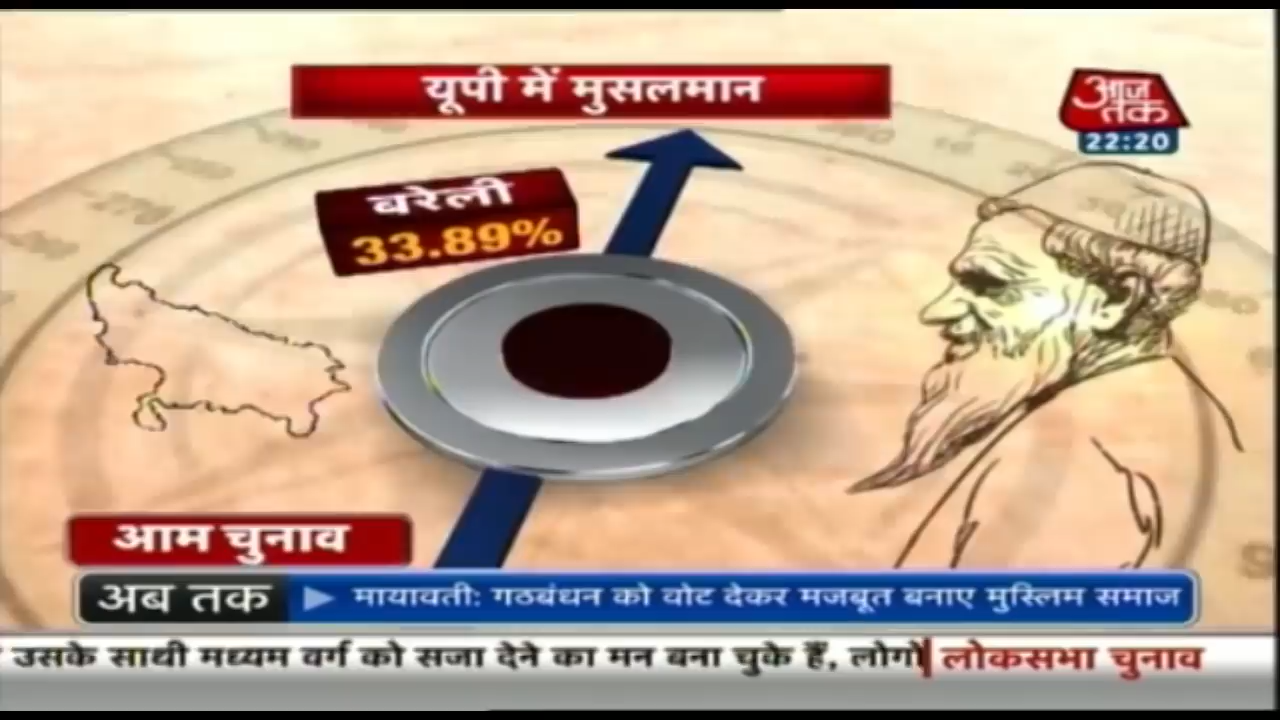 यूपी में मुसलमान
आज
तक
22:20
बरेली
33.89%
आम चुनाव
अब तक
मायावती: गठबंधन को वोट देकर मजबूत बनाए मुस्लिम समाज
उसके साथी मध्यम वर्ग को सजा देने का मन बना चुके हैं, लोगो
लोकसभा चुनाव